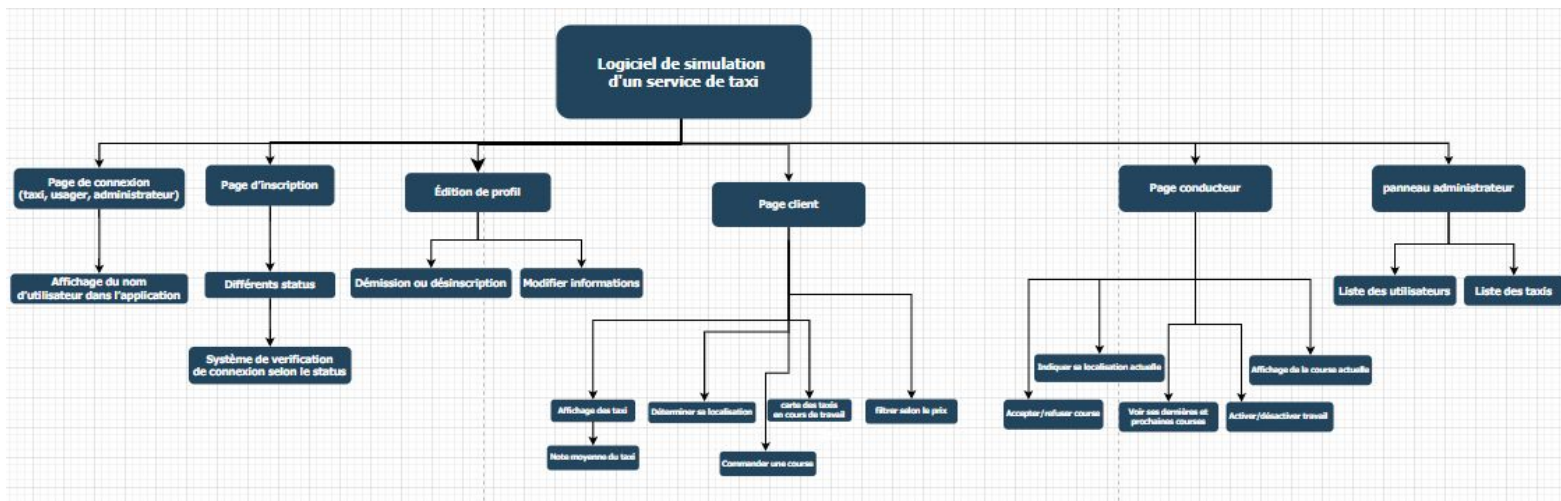 Logiciel de simulation
d'un service de taxi
Page de connexion
(taxi, usager, administrateur)
Page d'inscription
Édition de profil
Page client
Page conducteur
panneau administrateur
Affichage du nom
d'utilisateur dans l'application
Différents status
Démission ou désinscription
Modifier informations
Liste des utilisateurs
Liste des taxis
Système de verification
de connexion selon le status
Indiquer sa localisation actuelle
Affichage de la course actuelle
Affichage des taxi
Déterminer sa localisation
carte des taxis
en cours de travail
filtrer selon le prix
Accepter/refuser course
Voir ses dernières et
prochaines courses
Activer/désactiver travail
Note moyenne du taxi
Commander une course